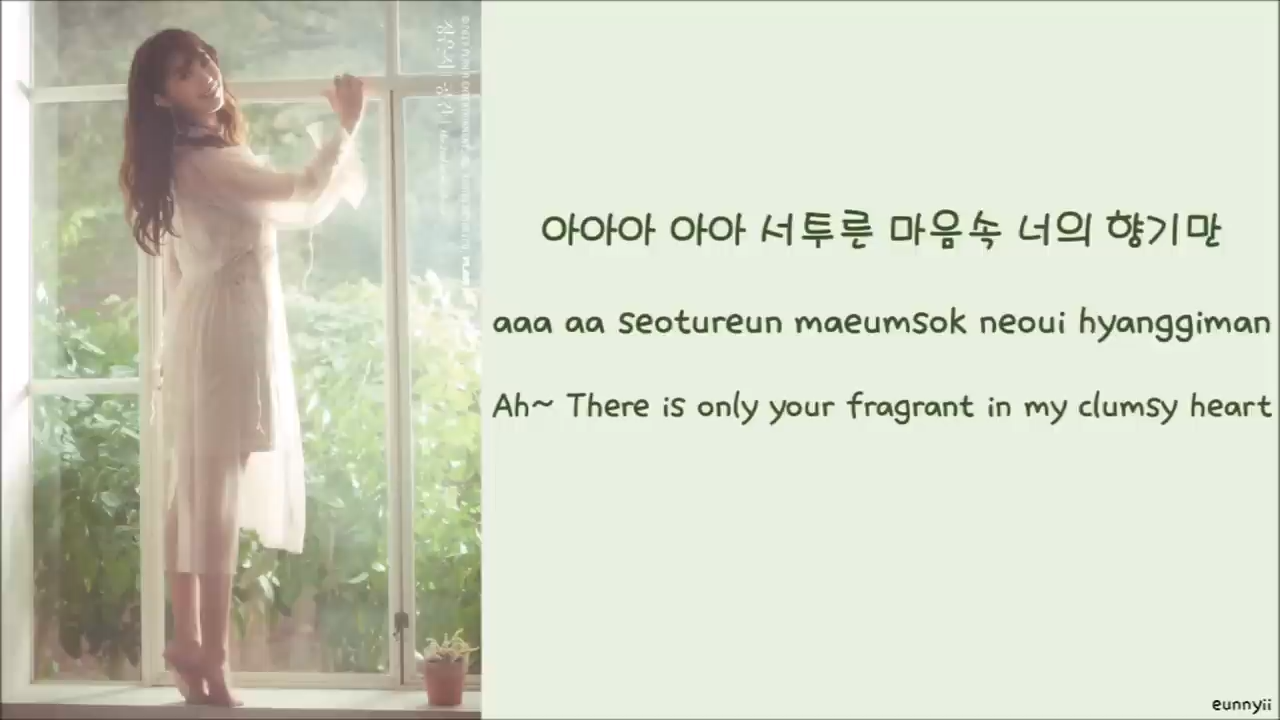 아아아 아아 서투른 마음속 너의 향기만
aaa aa seotureun maeumsok neoui hyanggiman
Ah~ There is only your fragrant in my clumsy heart
eunnyii